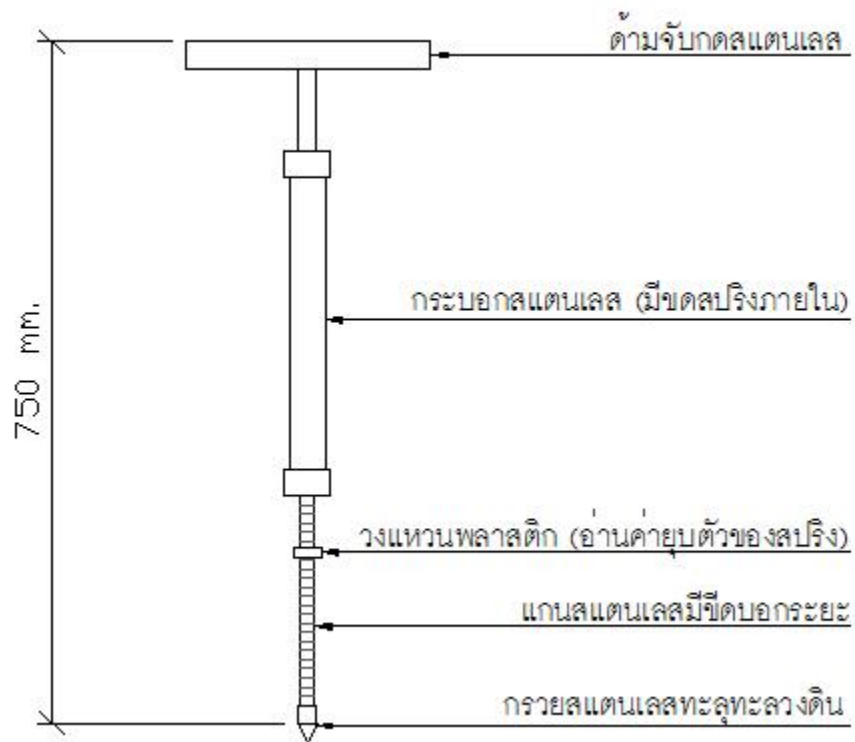 ด้ามจับกดสแตนเลส
750 mm.
กระบอกสแตนเลส (มีขดสปริงภายใน)
วงแหวนพลาสติก (อ่านค่ายุบตัวของสปริง)
แกนสแตนเลสมีขีดบอกระยะ
กรวยสแตนเลสทะลุทะลวงดิน